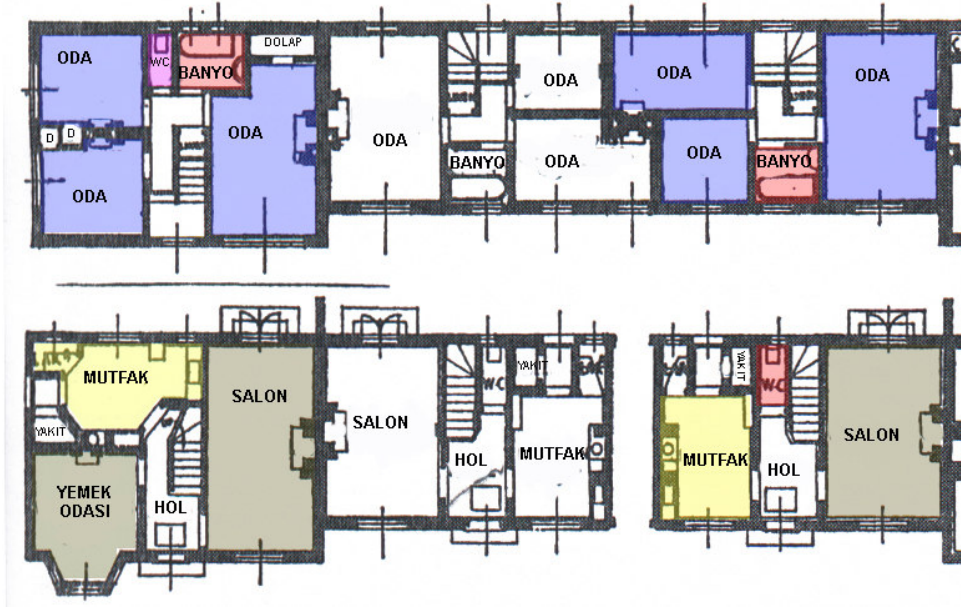 ODA
WC
BANYO
DOLAP
ODA
ODA
ODA
ODA
ODA
BANYO
D
D
ODA
ODA
BANYO
ODA
ODA
MUTFAK
YAKIT
SALON
SALON
WC
YAKIT
YAKIT
WC
HOL
MUTFAK
MUTFAK
HOL
SALON
YEMEK
ODASI
HOL